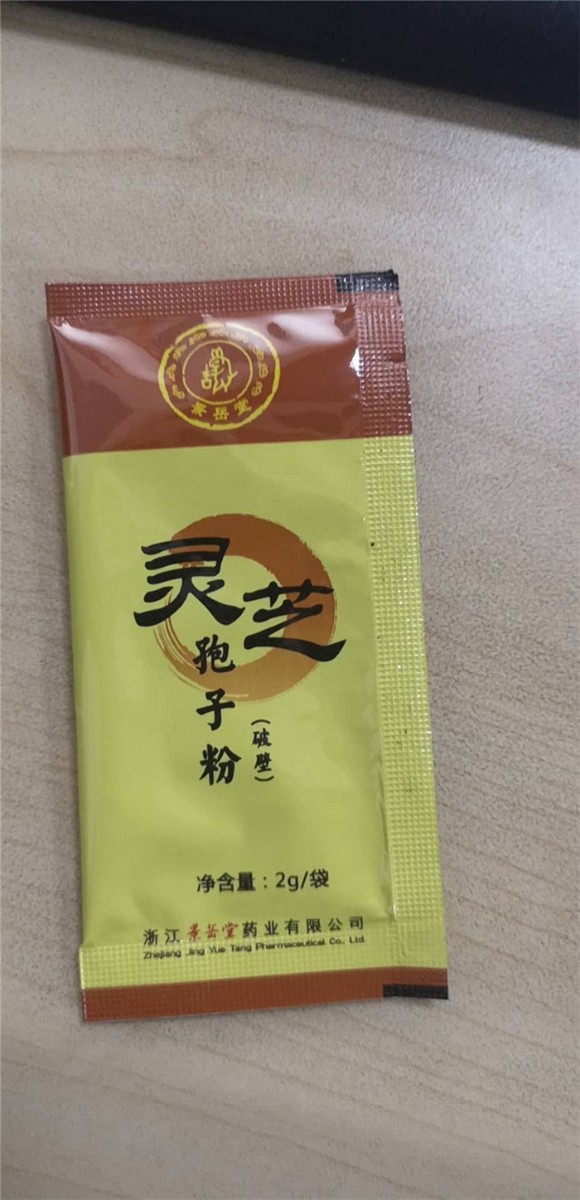 景岳堂
灵芝
孢子粉
(破壁)
净含量：2g/袋
浙江景岳堂药业有限公司
Zhejiang Jing Yue Tang Pharmaceutical Co., Ltd.